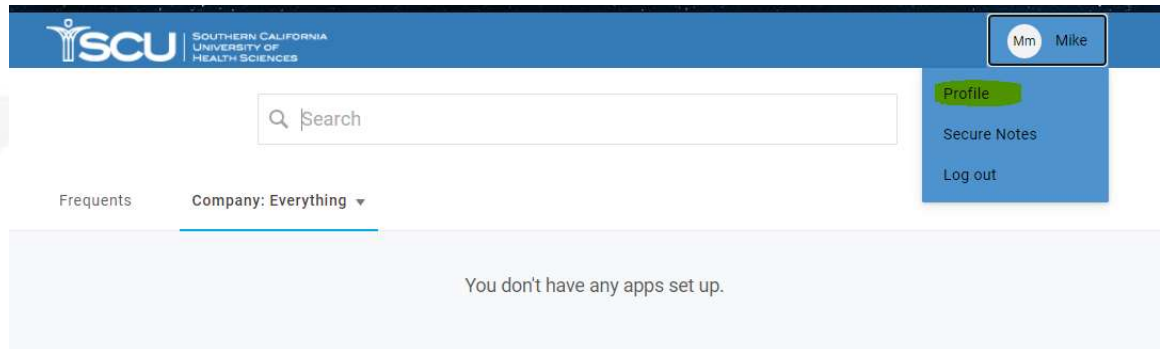 SCU
SOUTHERN CALIFORNIA
UNIVERSITY OF
HEALTH SCIENCES
Mm Mike
Profile
Secure Notes
Log out
Search
Frequents Company: Everything
You don't have any apps set up.